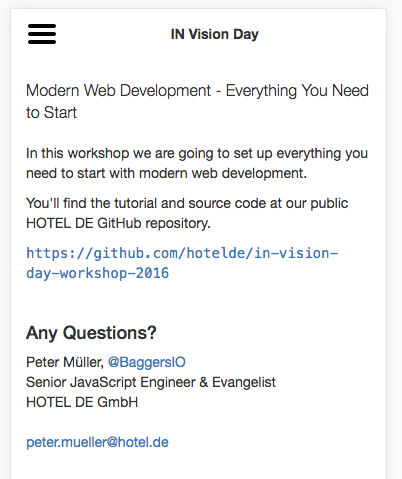 IN Vision Day
Modern Web Development - Everything You Need
to Start
In this workshop we are going to set up everything you
need to start with modern web development.
You'll find the tutorial and source code at our public
HOTEL DE GitHub repository.
https://github.com/hotelde/in-vision-
day-workshop-2016
Any Questions?
Peter Müller, @BaggersIO
Senior JavaScript Engineer & Evangelist
HOTEL DE GmbH
peter.mueller@hotel.de